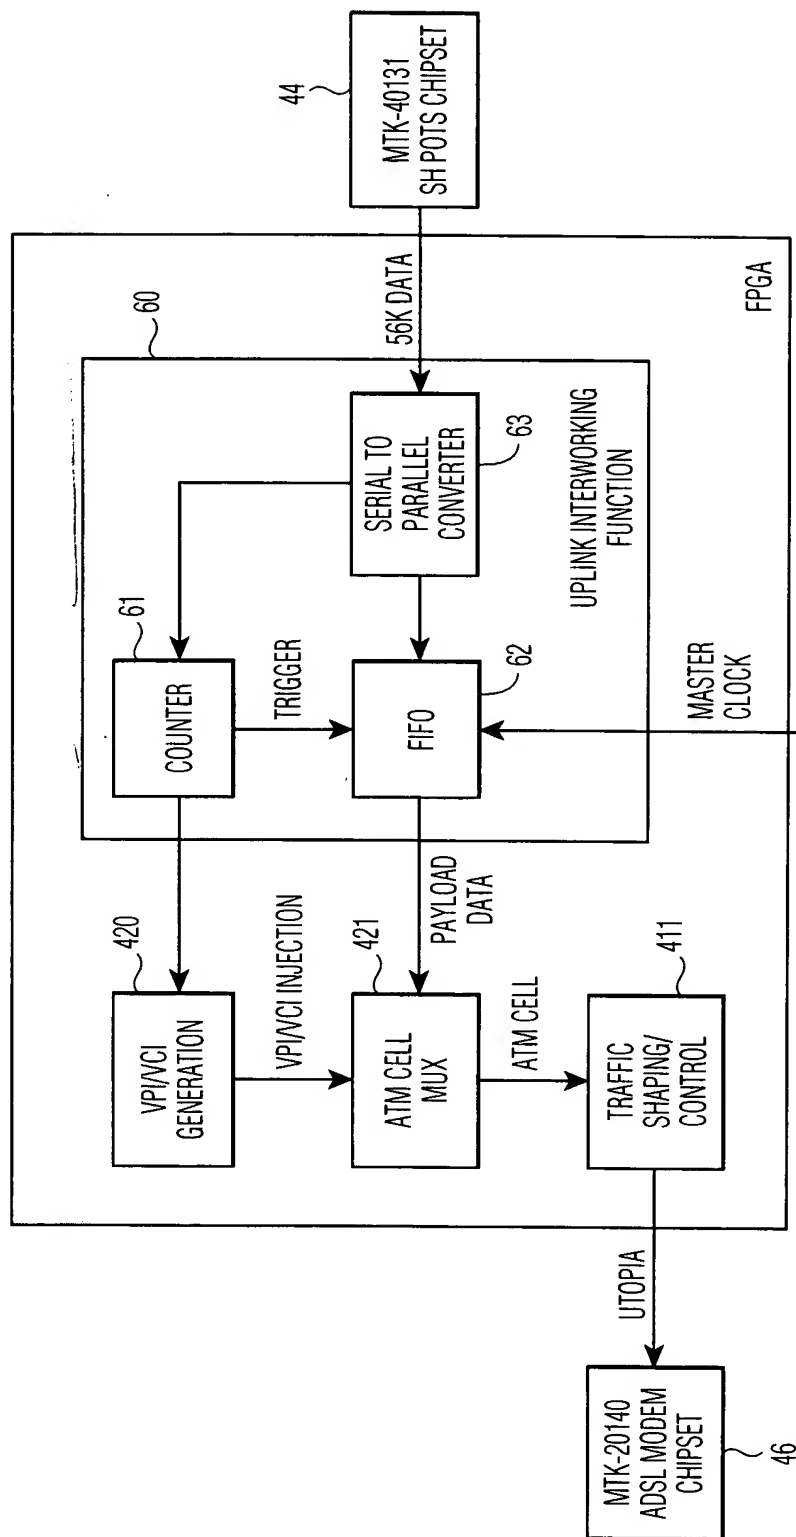 44
MTK-40131
SH POTS CHIPSET
60
56K DATA
FPGA
61
COUNTER
TRIGGER
SERIAL TO
PARALLEL
CONVERTER
63
FIFO
62
UPLINK INTERWORKING
FUNCTION
MASTER
CLOCK
420
VPI/VCI
GENERATION
VPI/VCI INJECTION
421
ATM CELL
MUX
PAYLOAD
DATA
ATM CELL
411
TRAFFIC
SHAPING/
CONTROL
UTOPIA
MTK-20140
ADSL MODEM
CHIPSET
46